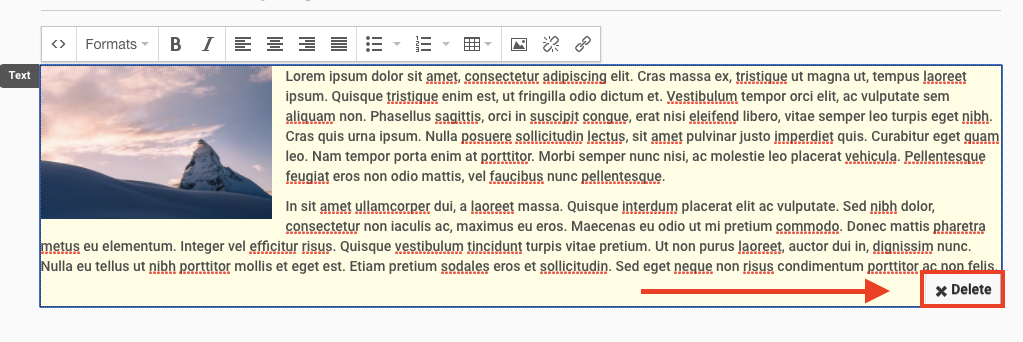 Formats
B I
Text
Lorem ipsum dolor sit amet, consectetur adipiscing elit. Cras massa ex, tristique ut magna ut, tempus laoreet
ipsum. Quisque tristique enim est, ut fringilla odio dictum et. Vestibulum tempor orci elit, ac vulputate sem
aliquam non. Phasellus sagittis, orci in suscipit congue, erat nisi eleifend libero, vitae semper leo turpis eget nibh.
Cras quis urna ipsum. Nulla posuere sollicitudin lectus, sit amet pulvinar justo imperdiet quis. Curabitur eget quam
leo. Nam tempor porta enim at porttitor. Morbi semper nunc nisi, ac molestie leo placerat vehicula. Pellentesque
feugiat eros non odio mattis, vel faucibus nunc pellentesque.
In sit amet ullamcorper dui, a laoreet massa. Quisque interdum placerat elit ac vulputate. Sed nibh dolor,
consectetur non iaculis ac, maximus eu eros. Maecenas eu odio ut mi pretium commodo. Donec mattis pharetra
metus eu elementum. Integer vel efficitur risus. Quisque vestibulum tincidunt turpis vitae pretium. Ut non purus laoreet, auctor dui in, dignissim nunc.
Nulla eu tellus ut nibh porttitor mollis et eget est. Etiam pretium sodales eros et sollicitudin. Sed eget neque non risus condimentum porttitor ac non felis.
Delete